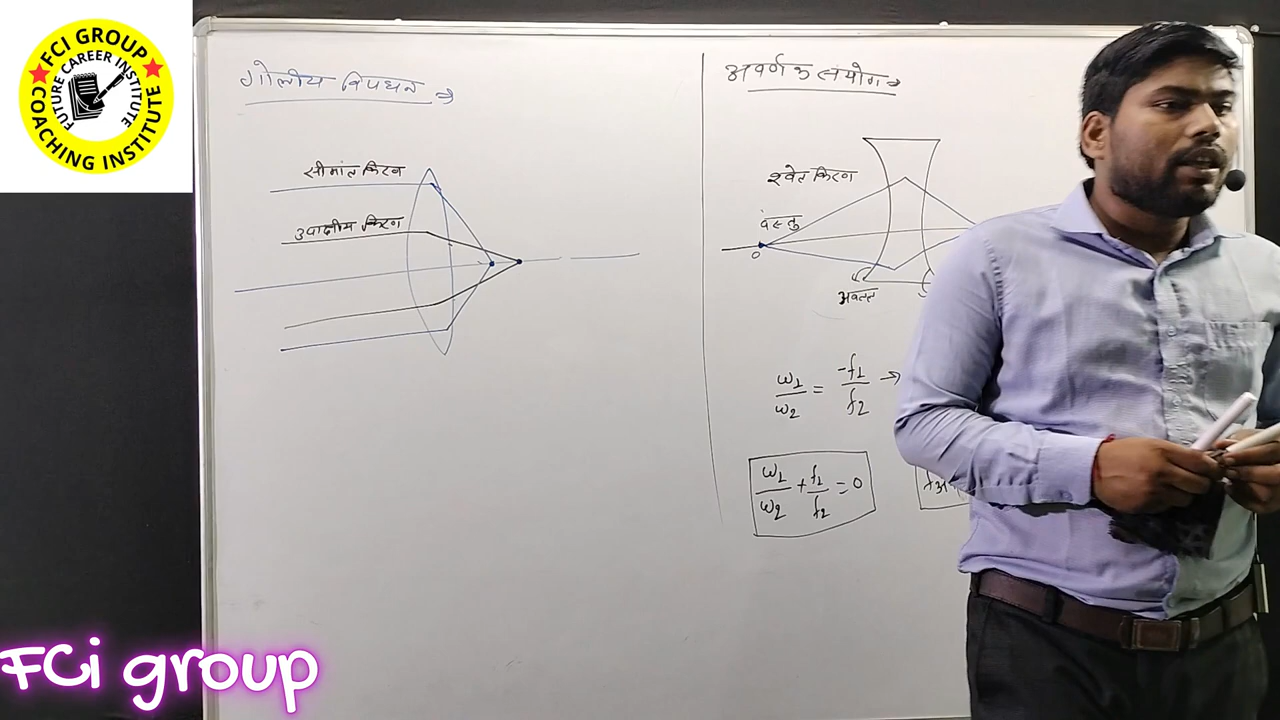 FCI GROUP
FUTURE CAREER INSTITUTE
COACHING INSTITUTE
गोलीय विपथन ⇒
सीमांत किरण
उपाक्षीय किरण
अवर्णक संयोग ⇒
श्वेत किरण
वस्तु
O
अवतल
ω1/ω2 = -f1/f2 →
ω1/ω2 + f1/f2 = 0
FCi group